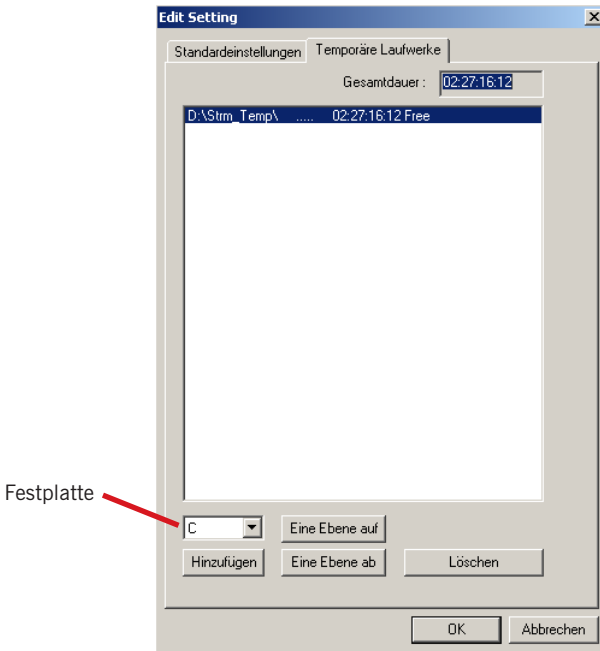 Edit Setting
Standardeinstellungen Temporäre Laufwerke
Gesamtdauer : 02:27:16:12
D:\Strm_Temp\ ..... 02:27:16:12 Free
Festplatte
C Eine Ebene auf
Hinzufügen Eine Ebene ab Löschen
OK Abbrechen